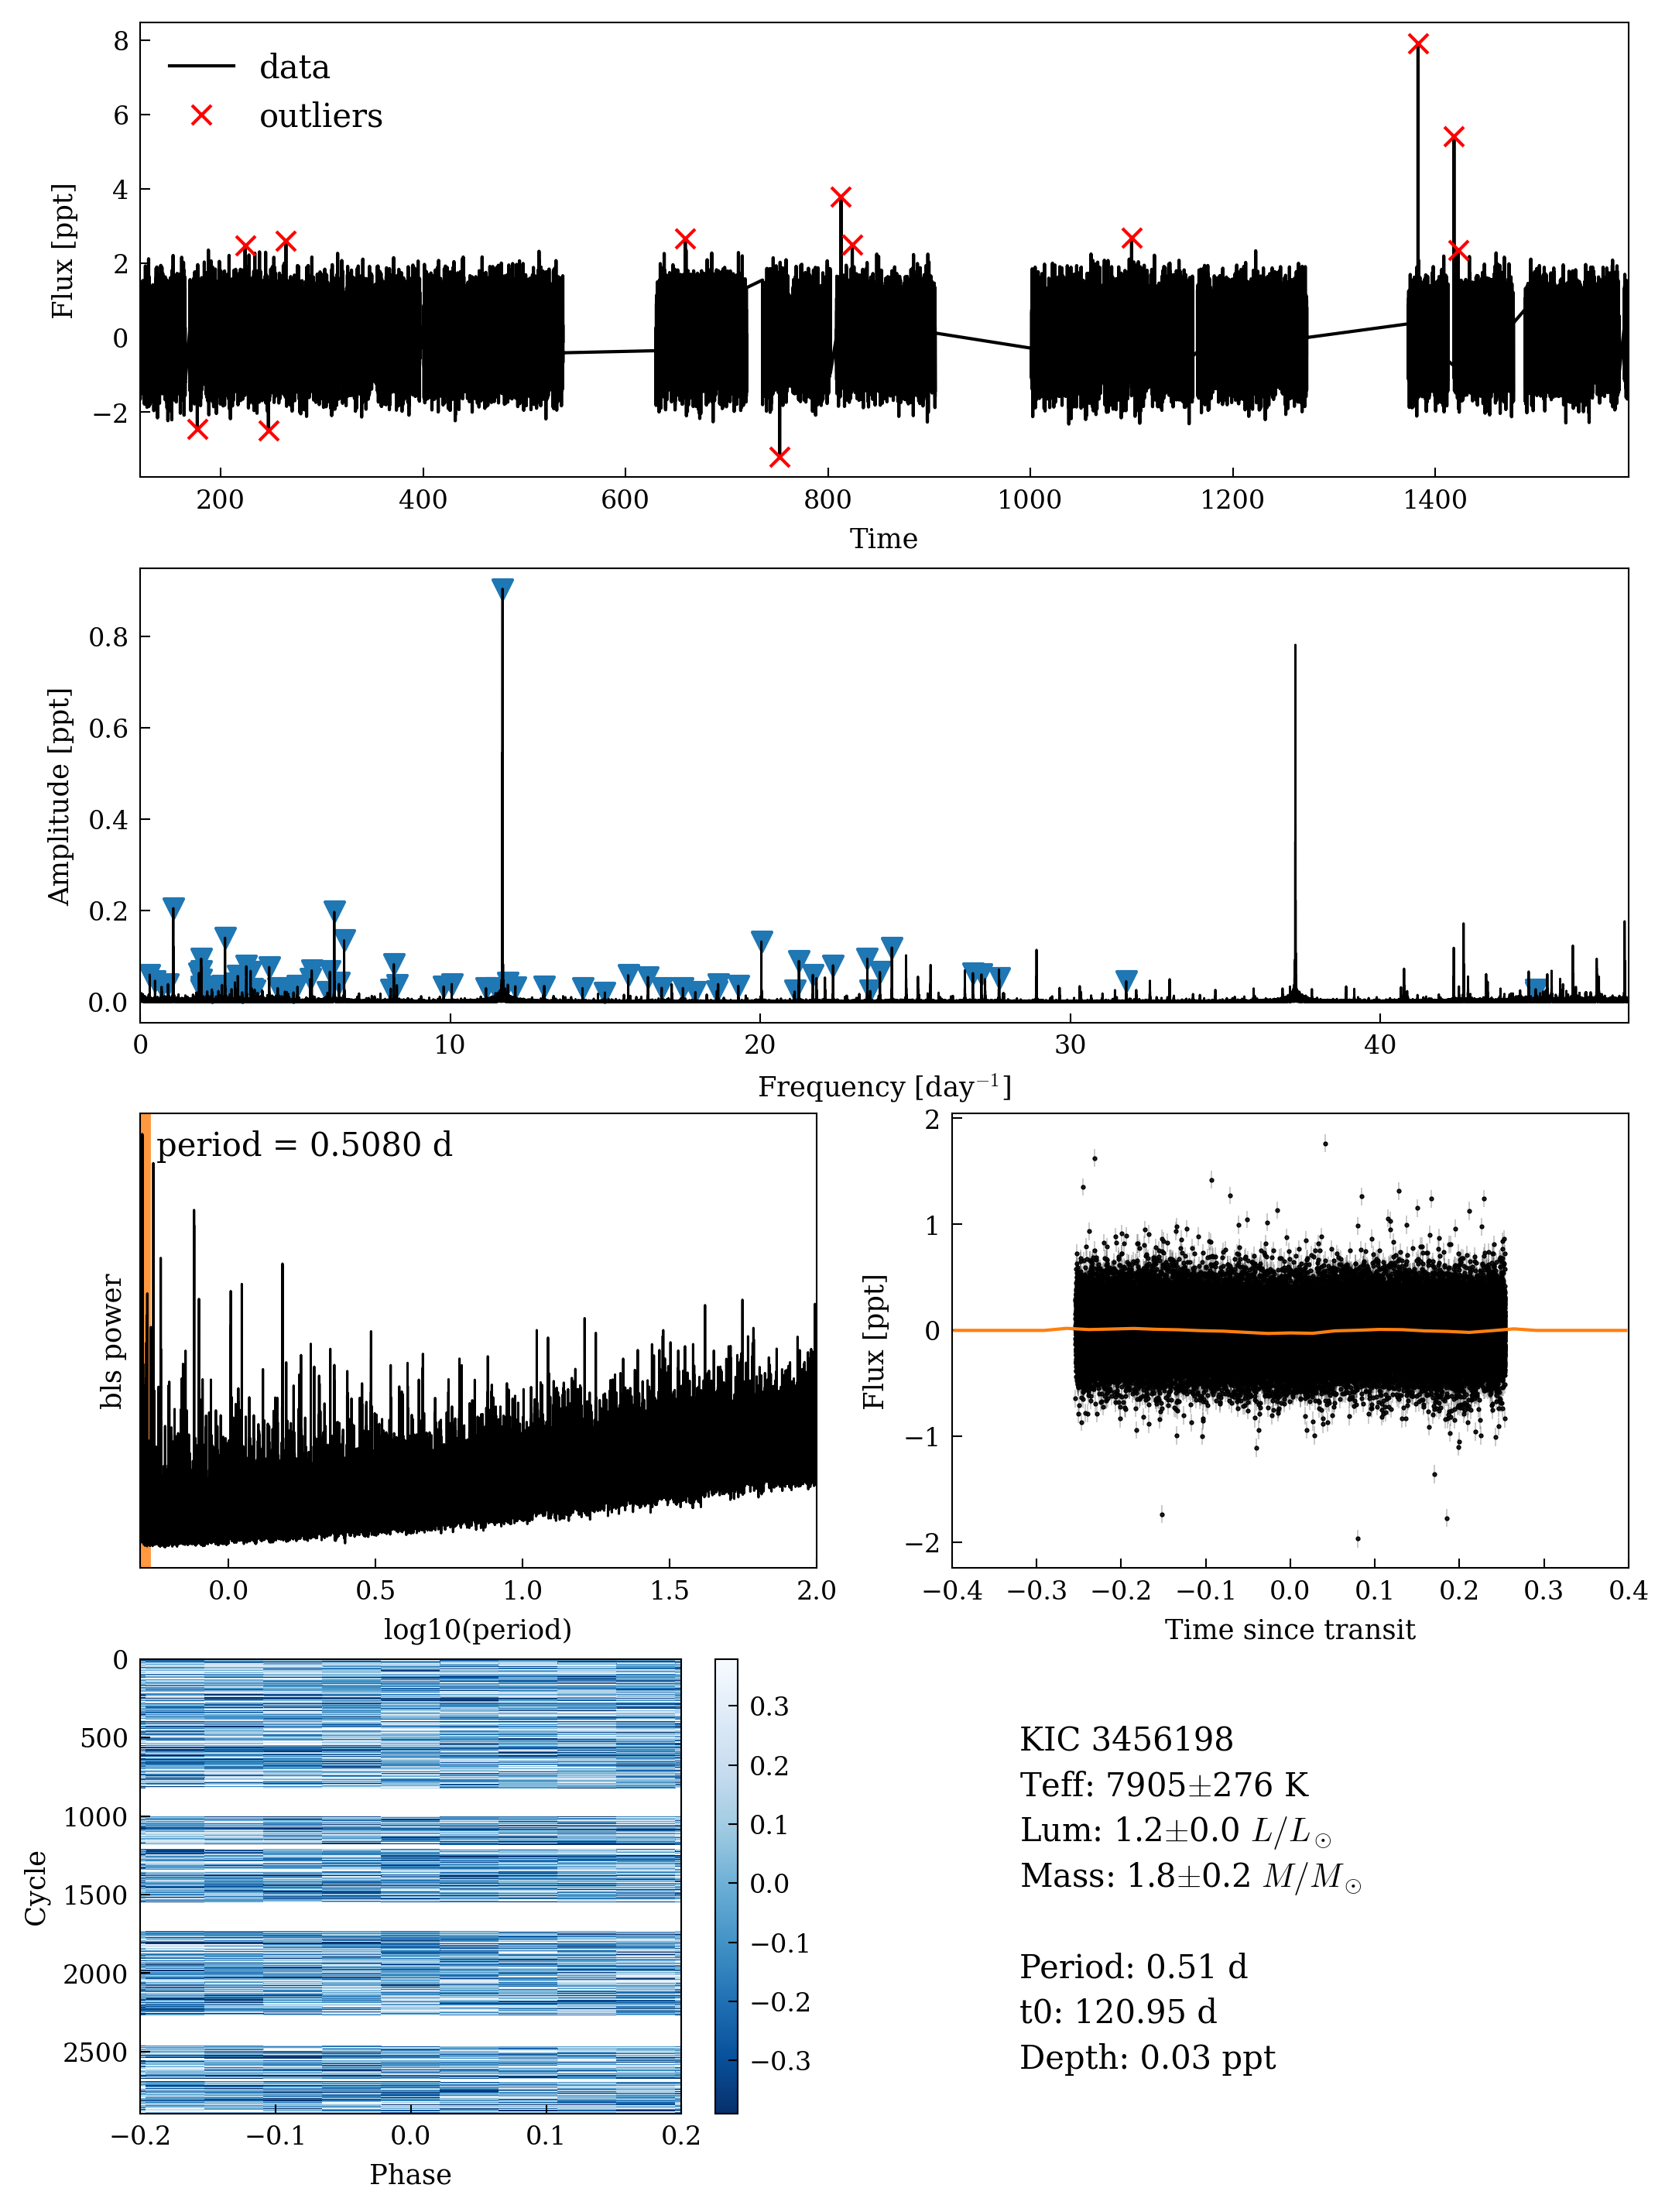 8
6
4
2
0
−2
Flux [ppt]
data
outliers
200 400 600 800 1000 1200 1400
Time
0.8
0.6
0.4
0.2
0.0
Amplitude [ppt]
0 10 20 30 40
Frequency [day⁻¹]
period = 0.5080 d
bls power
0.0 0.5 1.0 1.5 2.0
log10(period)
2
1
0
−1
−2
Flux [ppt]
−0.4 −0.3 −0.2 −0.1 0.0 0.1 0.2 0.3 0.4
Time since transit
0
500
1000
1500
2000
2500
Cycle
−0.2 −0.1 0.0 0.1 0.2
Phase
0.3
0.2
0.1
0.0
−0.1
−0.2
−0.3
KIC 3456198
Teff: 7905±276 K
Lum: 1.2±0.0 L/L☉
Mass: 1.8±0.2 M/M☉
Period: 0.51 d
t0: 120.95 d
Depth: 0.03 ppt